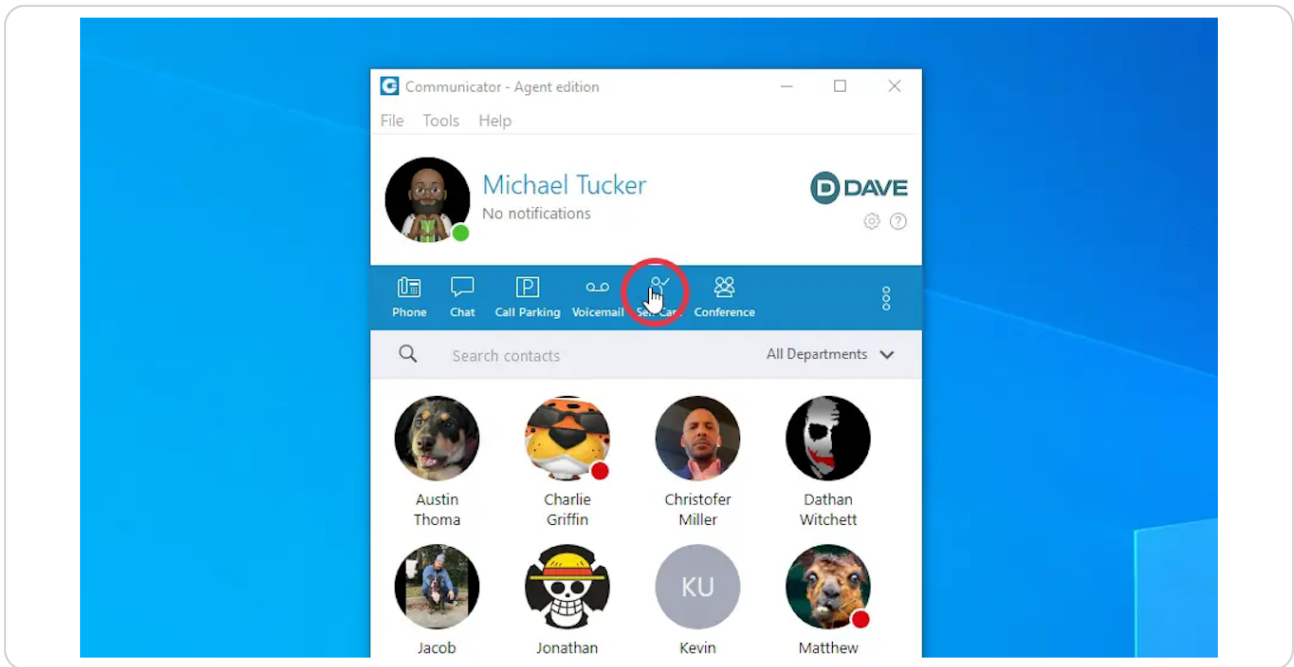 Communicator - Agent edition
File Tools Help
Michael Tucker
No notifications
D DAVE
Phone Chat Call Parking Voicemail Conference
Search contacts All Departments
Austin Thoma
Charlie Griffin
Christofer Miller
Dathan Witchett
KU
Jacob Jonathan Kevin Matthew